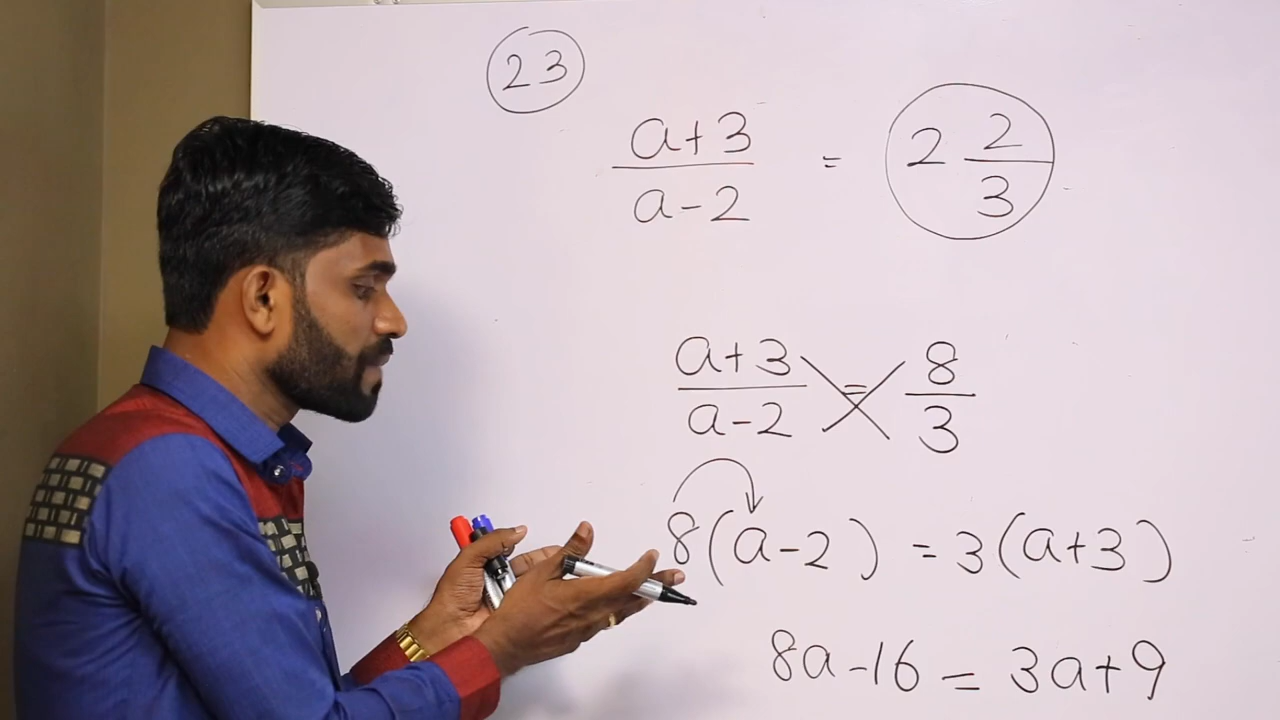 23
a+3/a-2 = 2 2/3
a+3/a-2 = 8/3
8(a-2) = 3(a+3)
8a-16 = 3a+9